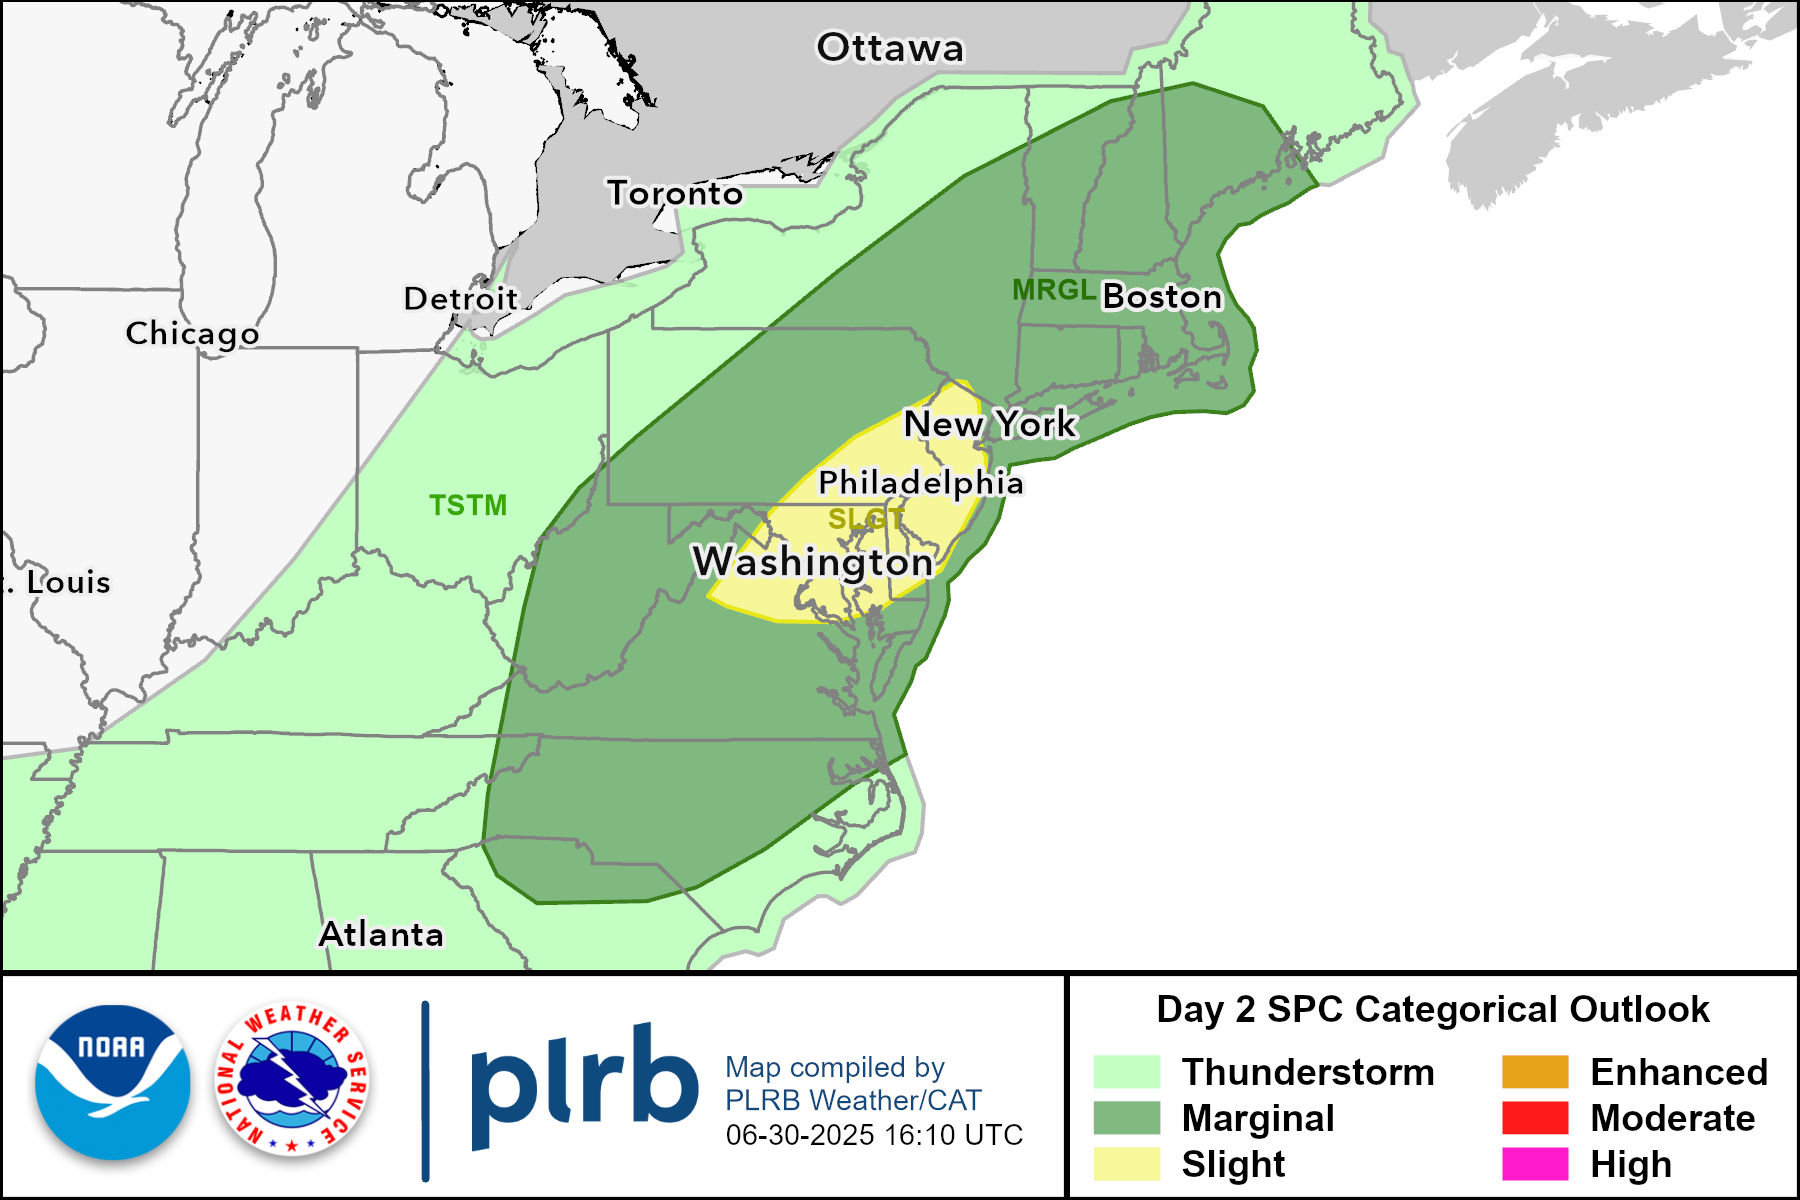 Ottawa
Toronto
Detroit
Chicago
MRGL
Boston
New York
Philadelphia
TSTM
SLGT
Washington
. Louis
Atlanta
NOAA
NATIONAL WEATHER SERVICE
plrb
Map compiled by
PLRB Weather/CAT
06-30-2025 16:10 UTC
Day 2 SPC Categorical Outlook
Thunderstorm
Marginal
Slight
Enhanced
Moderate
High